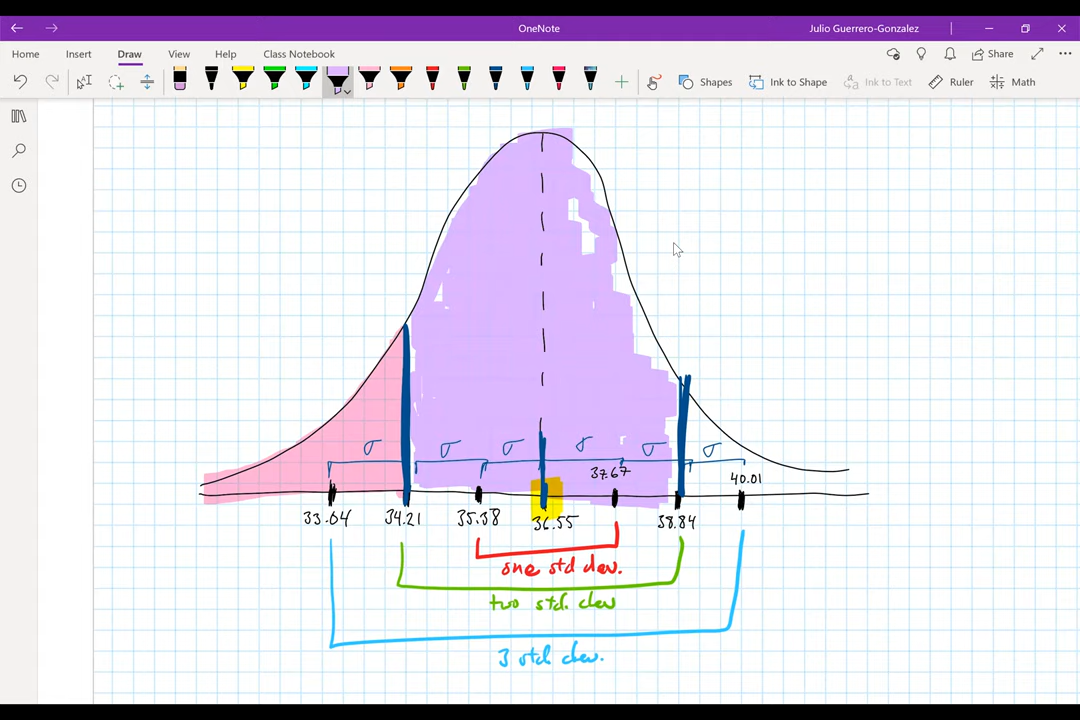 OneNote
Julio Guerrero-Gonzalez
Home Insert Draw View Help Class Notebook
Share
Shapes Ink to Shape Ink to Text Ruler Math
σ σ σ σ σ σ
37.67 40.01
33.04 34.21 35.38 36.55 38.84
one std dev.
two std. dev
3 std dev.